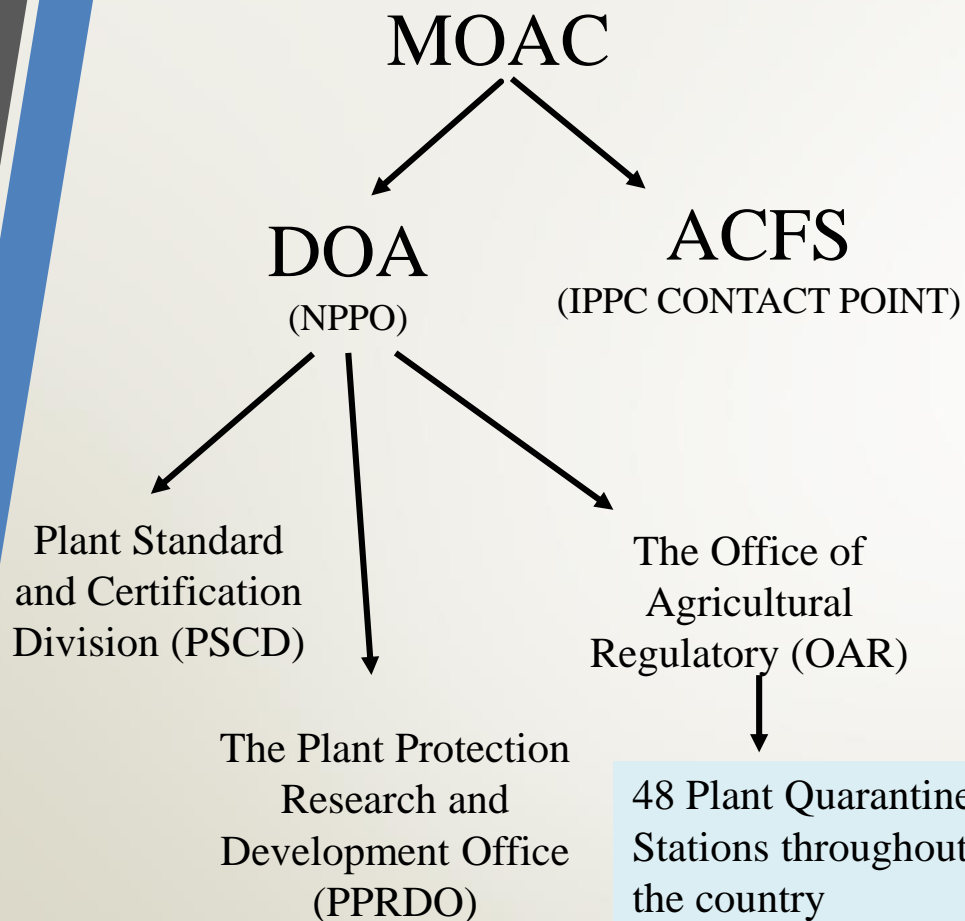 MOAC
DOA
(NPPO)
ACFS
(IPPC CONTACT POINT)
Plant Standard
and Certification
Division (PSCD)
The Office of
Agricultural
Regulatory (OAR)
The Plant Protection
Research and
Development Office
(PPRDO)
48 Plant Quarantine
Stations throughout
the country